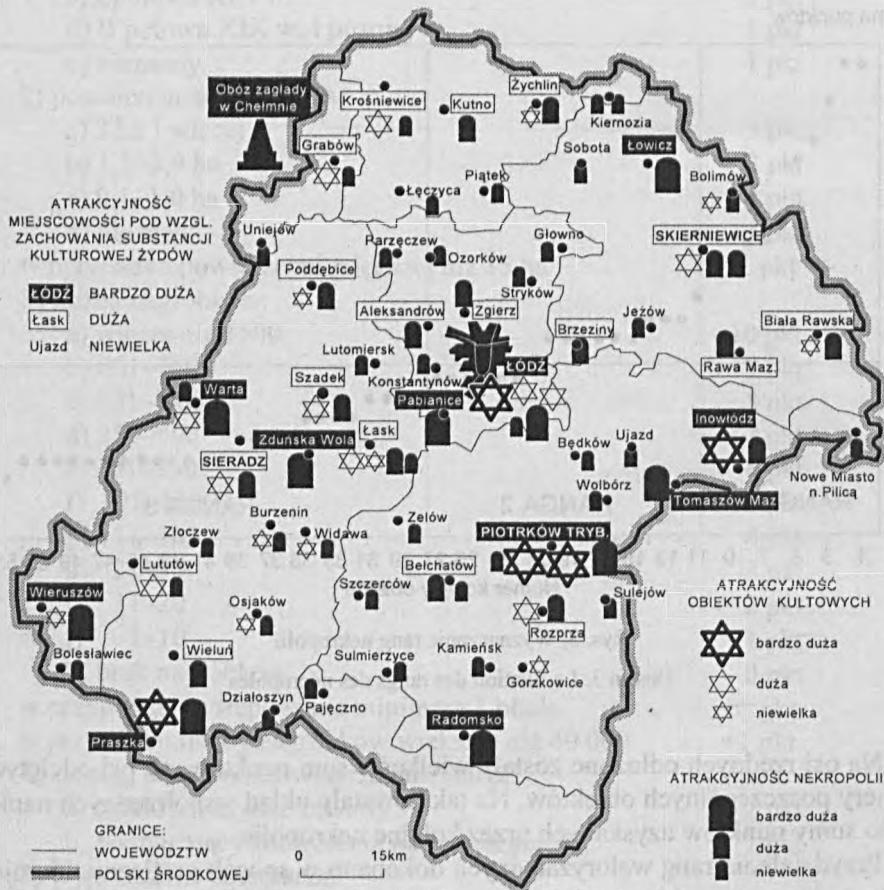 na punktów
Obóz zagłady
w Chełmnie
Krośniewice
Kutno
Żychlin
Kiernozia
Grabów
Sobota
Łowicz
Łęczyca
Piątek
Bolimów
ATRAKCYJNOŚĆ
MIEJSCOWOŚCI POD WZGL.
ZACHOWANIA SUBSTANCJI
KULTUROWEJ ŻYDÓW
ŁÓDŹ BARDZO DUŻA
Łask DUŻA
Ujazd NIEWIELKA
Uniejów
Parzęczew
Ozorków
Głowno
SKIERNIEWICE
Poddębice
Stryków
Aleksandrów
Zgierz
Brzeziny
Jeżów
Biała Rawska
Lutomiersk
Konstantynów
ŁÓDŹ
Rawa Maz.
Szadek
Warta
Pabianice
Inowłódz
Zduńska Wola
Łask
Będków
Ujazd
SIERADZ
Nowe Miasto
n.Pilicą
Wolbórz
Tomaszów Maz
Burzenin
Widawa
Zelów
PIOTRKÓW TRYB.
Złoczew
Lututów
Bełchatów
Wieruszów
Szczerców
Sulejów
Osjaków
Rozprza
Bolesławiec
Wieluń
Sulmierzyce
Kamieńsk
Gorzkowice
Działoszyn
Pajęczno
Praszka
Radomsko
ATRAKCYJNOŚĆ
OBIEKTÓW KULTOWYCH
bardzo duża
duża
niewielka
ATRAKCYJNOŚĆ NEKROPOLII
bardzo duża
duża
niewielka
GRANICE:
WOJEWÓDZTW
POLSKI ŚRODKOWEJ
0 15km